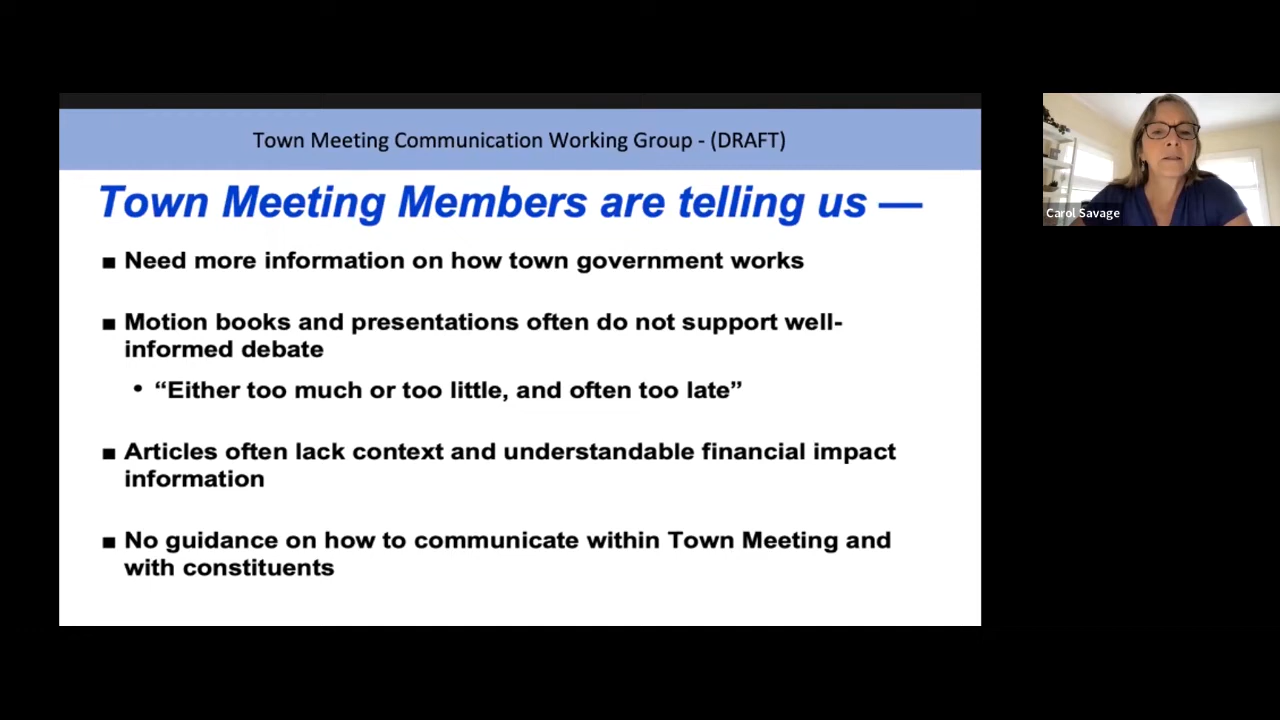 Town Meeting Communication Working Group - (DRAFT)
Town Meeting Members are telling us —
■ Need more information on how town government works
■ Motion books and presentations often do not support well-
informed debate
• “Either too much or too little, and often too late”
■ Articles often lack context and understandable financial impact
information
■ No guidance on how to communicate within Town Meeting and
with constituents
Carol Savage